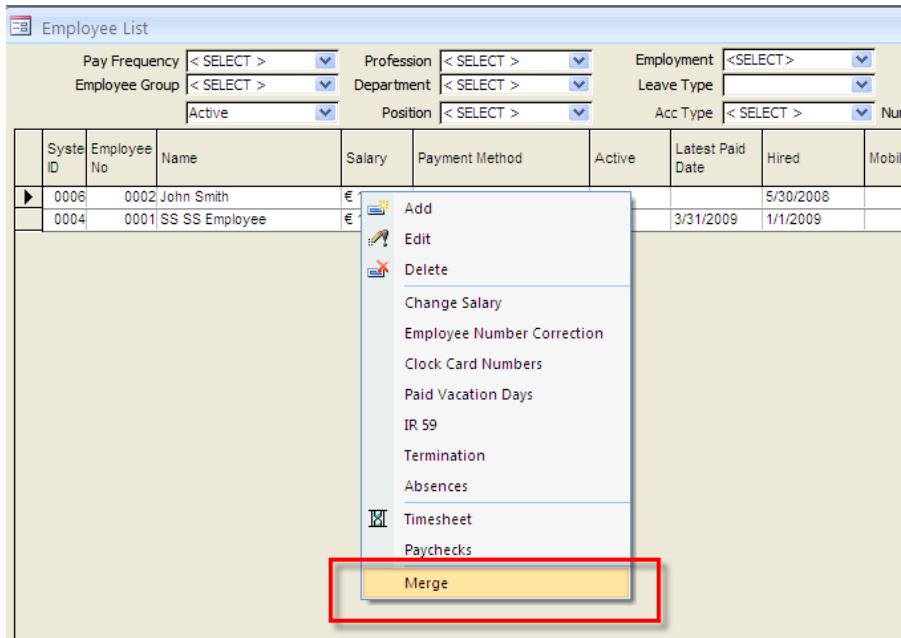 Employee List
Pay Frequency < SELECT > Profession < SELECT > Employment <SELECT>
Employee Group < SELECT > Department < SELECT > Leave Type
Active Position < SELECT > Acc Type < SELECT > Nu
Syste ID Employee No Name Salary Payment Method Active Latest Paid Date Hired Mobil
0006 0002 John Smith € 5/30/2008
0004 0001 SS SS Employee € 3/31/2009 1/1/2009
Add
Edit
Delete
Change Salary
Employee Number Correction
Clock Card Numbers
Paid Vacation Days
IR 59
Termination
Absences
Timesheet
Paychecks
Merge